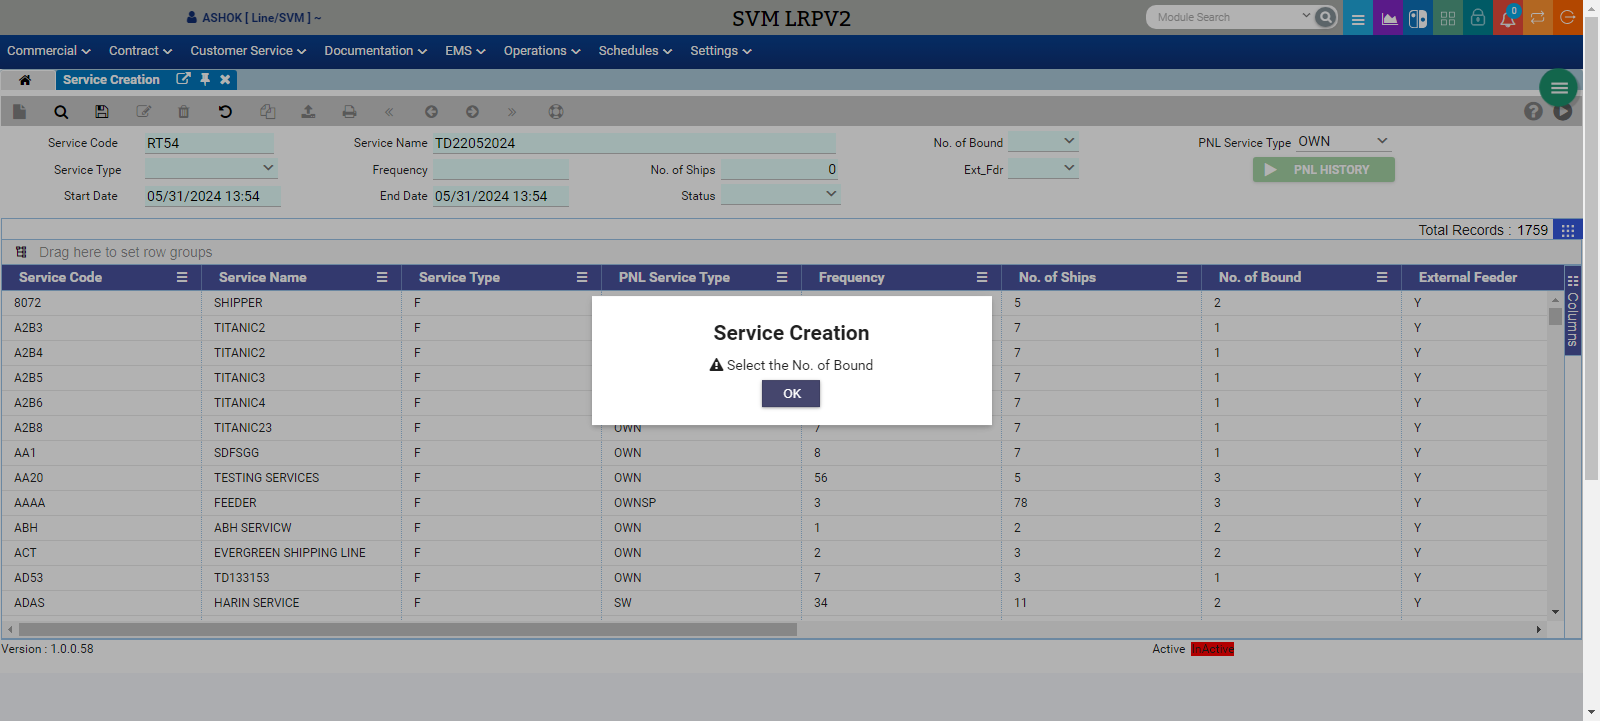 ASHOK [ Line/SVM ] ~ SVM LRPV2 Module Search 0
Commercial Contract Customer Service Documentation EMS Operations Schedules Settings
Service Creation
Service Code RT54 Service Name TD22052024 No. of Bound PNL Service Type OWN
Service Type Frequency No. of Ships 0 Ext_Fdr PNL HISTORY
Start Date 05/31/2024 13:54 End Date 05/31/2024 13:54 Status
Total Records : 1759
Drag here to set row groups
Service Code Service Name Service Type PNL Service Type Frequency No. of Ships No. of Bound External Feeder
Columns
8072 SHIPPER F 5 2 Y
A2B3 TITANIC2 F 7 1 Y
A2B4 TITANIC2 F 7 1 Y
A2B5 TITANIC3 F 7 1 Y
A2B6 TITANIC4 F 7 1 Y
A2B8 TITANIC23 F OWN 7 7 1 Y
AA1 SDFSGG F OWN 8 7 1 Y
AA20 TESTING SERVICES F OWN 56 5 3 Y
AAAA FEEDER F OWNSP 3 78 3 Y
ABH ABH SERVICW F OWN 1 2 2 Y
ACT EVERGREEN SHIPPING LINE F OWN 2 3 2 Y
AD53 TD133153 F OWN 7 3 1 Y
ADAS HARIN SERVICE F SW 34 11 2 Y
Service Creation
Select the No. of Bound
OK
Version : 1.0.0.58 Active InActive